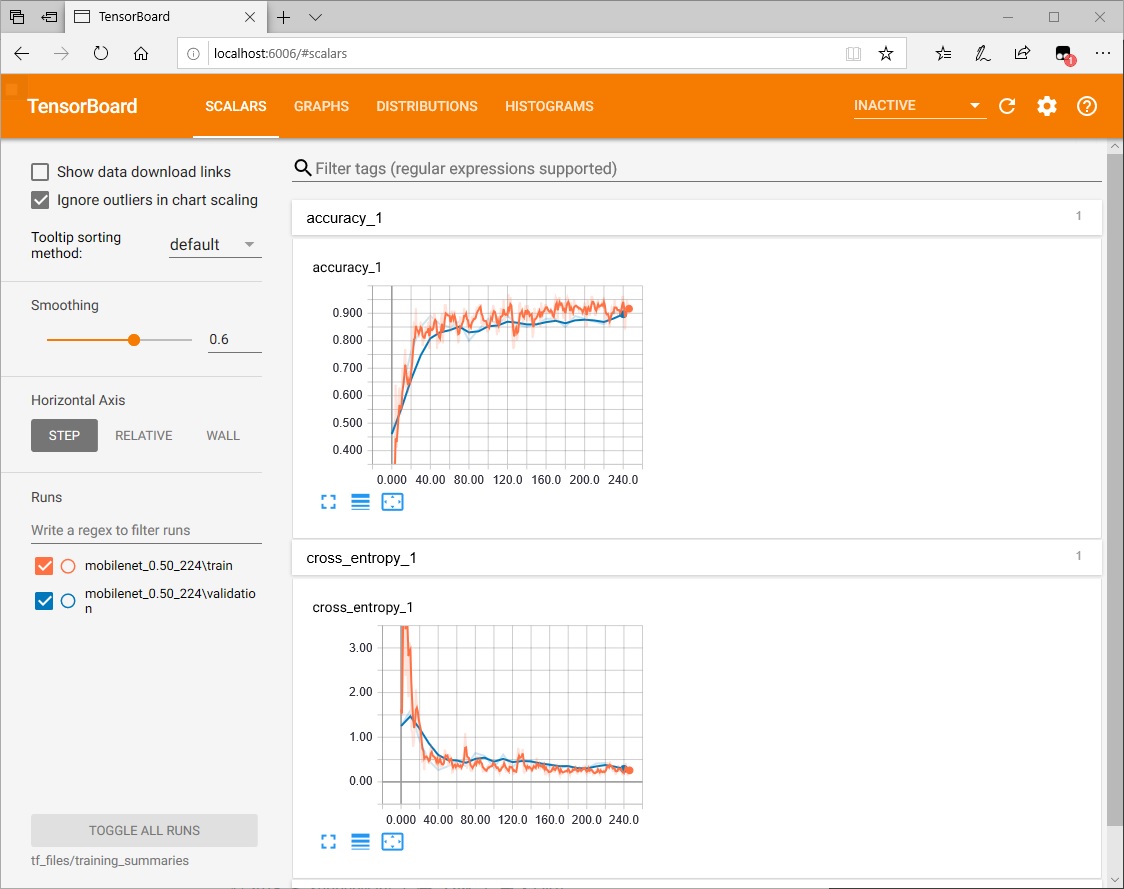 TensorBoard
localhost:6006/#scalars
1
TensorBoard
SCALARS
GRAPHS
DISTRIBUTIONS
HISTOGRAMS
INACTIVE
Show data download links
Ignore outliers in chart scaling
Tooltip sorting
method:
default
Smoothing
0.6
Horizontal Axis
STEP
RELATIVE
WALL
Runs
Write a regex to filter runs
mobilenet_0.50_224\train
mobilenet_0.50_224\validatio
n
TOGGLE ALL RUNS
tf_files/training_summaries
Filter tags (regular expressions supported)
accuracy_1
1
accuracy_1
0.900
0.800
0.700
0.600
0.500
0.400
0.000 40.00 80.00 120.0 160.0 200.0 240.0
cross_entropy_1
1
cross_entropy_1
3.00
2.00
1.00
0.00
0.000 40.00 80.00 120.0 160.0 200.0 240.0